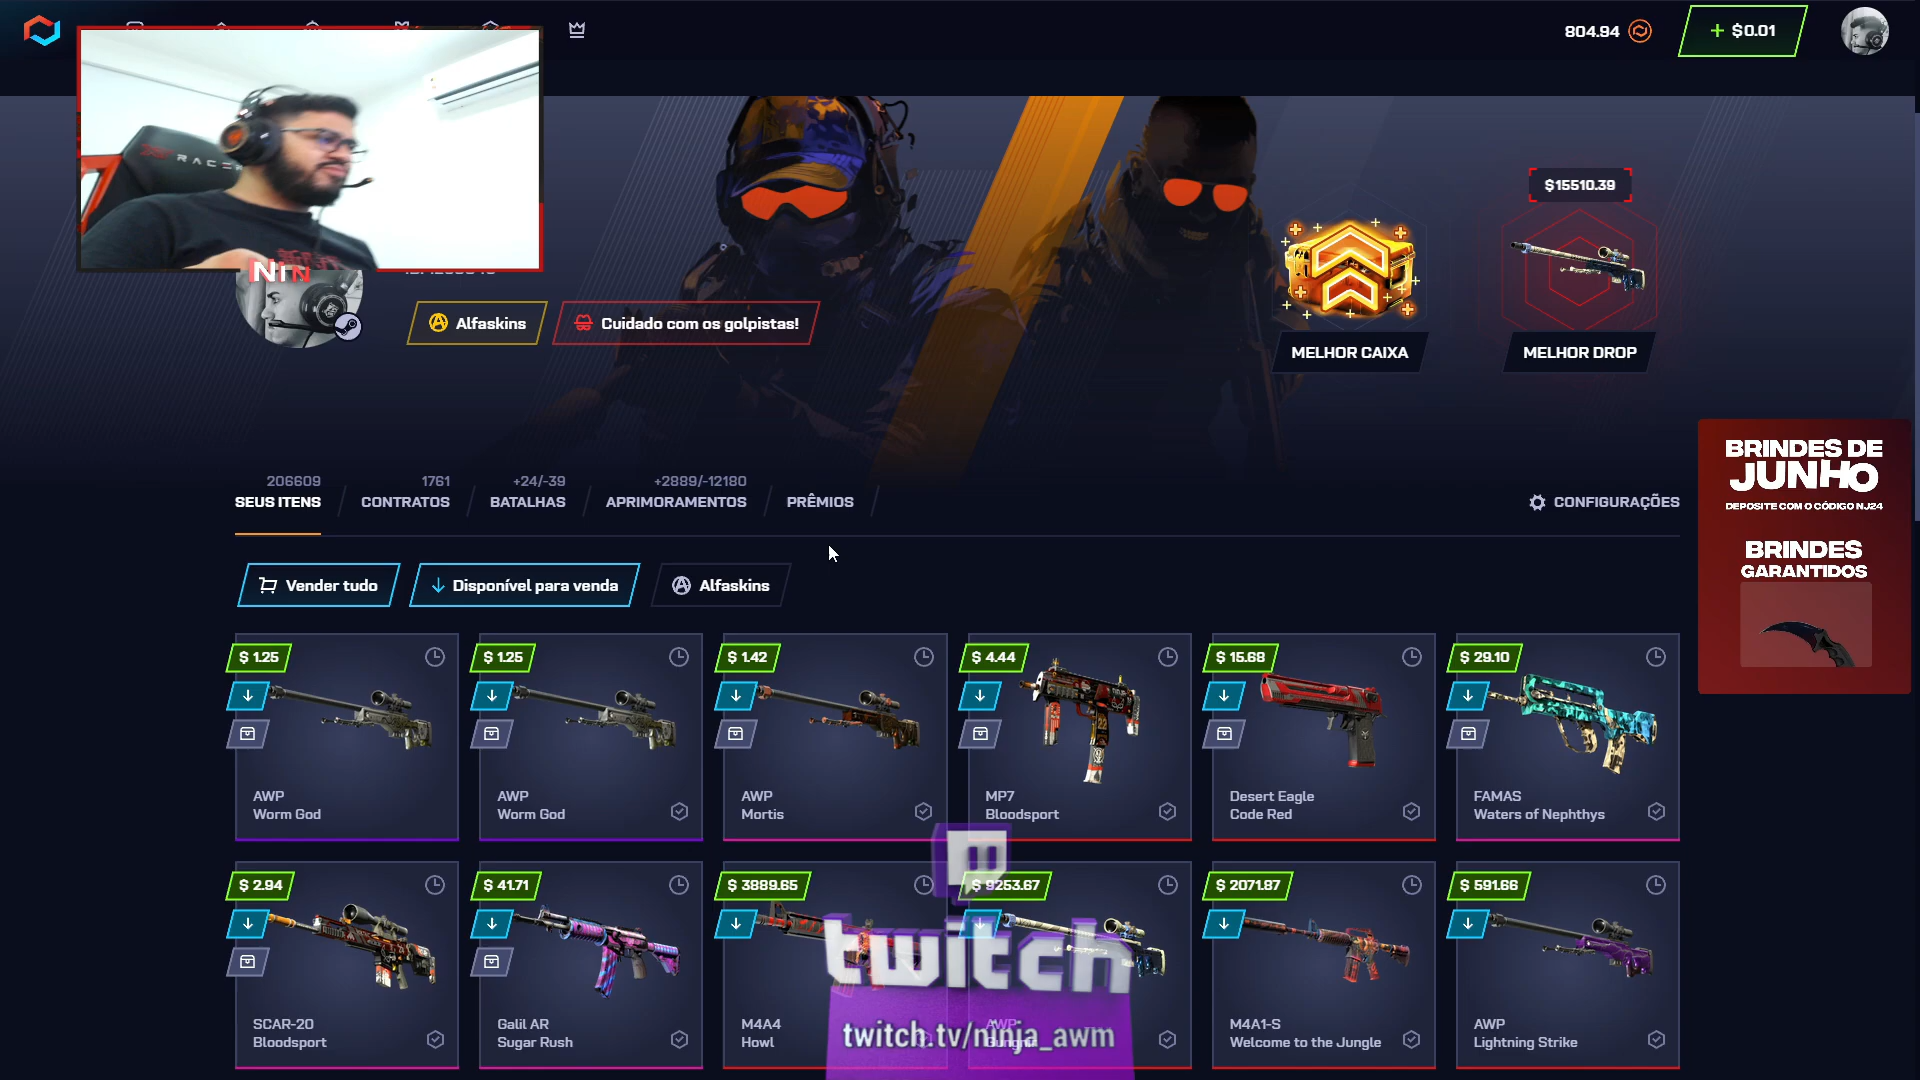 804.94
+ $0.01
RACE
NIN
$15510.39
Alfaskins
Cuidado com os golpistas!
MELHOR CAIXA
MELHOR DROP
206609
SEUS ITENS
1761
CONTRATOS
+24/-39
BATALHAS
+2889/-12180
APRIMORAMENTOS
PRÊMIOS
CONFIGURAÇÕES
BRINDES DE
JUNHO
DEPOSITE COM O CÓDIGO NJ24
BRINDES
GARANTIDOS
Vender tudo
Disponível para venda
Alfaskins
$ 1.25
AWP
Worm God
$ 1.25
AWP
Worm God
$ 1.42
AWP
Mortis
$ 4.44
MP7
Bloodsport
$ 15.68
Desert Eagle
Code Red
$ 29.10
FAMAS
Waters of Nephthys
$ 2.94
SCAR-20
Bloodsport
$ 41.71
Galil AR
Sugar Rush
$ 3889.65
M4A4
Howl
$ 9253.67
AWP
$ 2071.87
M4A1-S
Welcome to the Jungle
$ 591.66
AWP
Lightning Strike
twitch
twitch.tv/ninja_awm